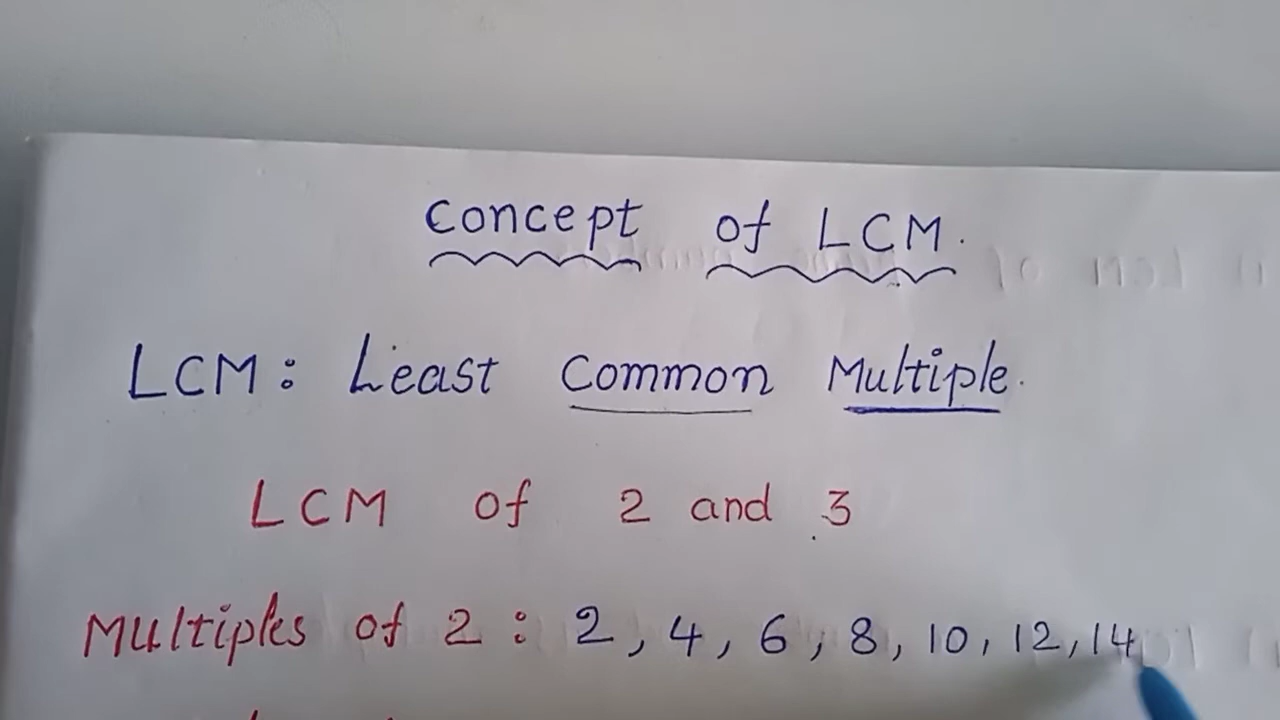 Concept of LCM.
LCM: Least Common Multiple.
LCM of 2 and 3
Multiples of 2 : 2, 4, 6, 8, 10, 12, 14